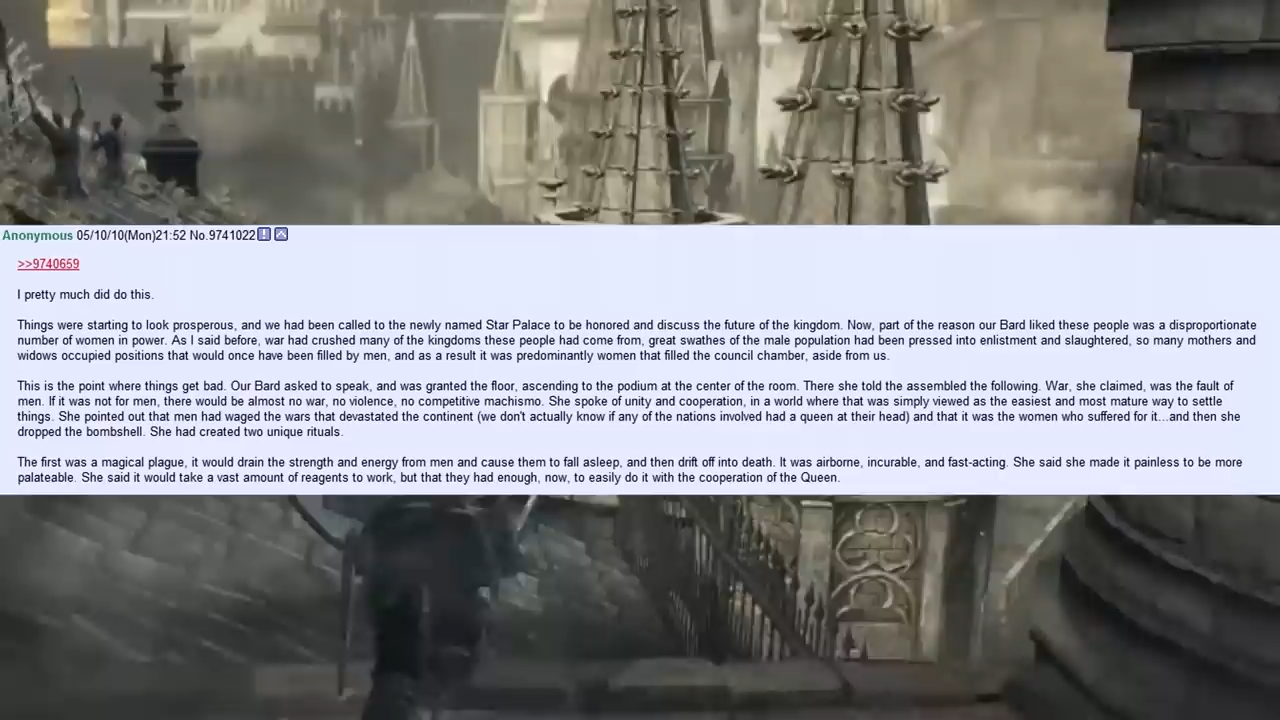 Anonymous 05/10/10(Mon)21:52 No.9741022
>>9740659
I pretty much did do this.
Things were starting to look prosperous, and we had been called to the newly named Star Palace to be honored and discuss the future of the kingdom. Now, part of the reason our Bard liked these people was a disproportionate
number of women in power. As I said before, war had crushed many of the kingdoms these people had come from, great swathes of the male population had been pressed into enlistment and slaughtered, so many mothers and
widows occupied positions that would once have been filled by men, and as a result it was predominantly women that filled the council chamber, aside from us.
This is the point where things get bad. Our Bard asked to speak, and was granted the floor, ascending to the podium at the center of the room. There she told the assembled the following. War, she claimed, was the fault of
men. If it was not for men, there would be almost no war, no violence, no competitive machismo. She spoke of unity and cooperation, in a world where that was simply viewed as the easiest and most mature way to settle
things. She pointed out that men had waged the wars that devastated the continent (we don't actually know if any of the nations involved had a queen at their head) and that it was the women who suffered for it...and then she
dropped the bombshell. She had created two unique rituals.
The first was a magical plague, it would drain the strength and energy from men and cause them to fall asleep, and then drift off into death. It was airborne, incurable, and fast-acting. She said she made it painless to be more
palateable. She said it would take a vast amount of reagents to work, but that they had enough, now, to easily do it with the cooperation of the Queen.